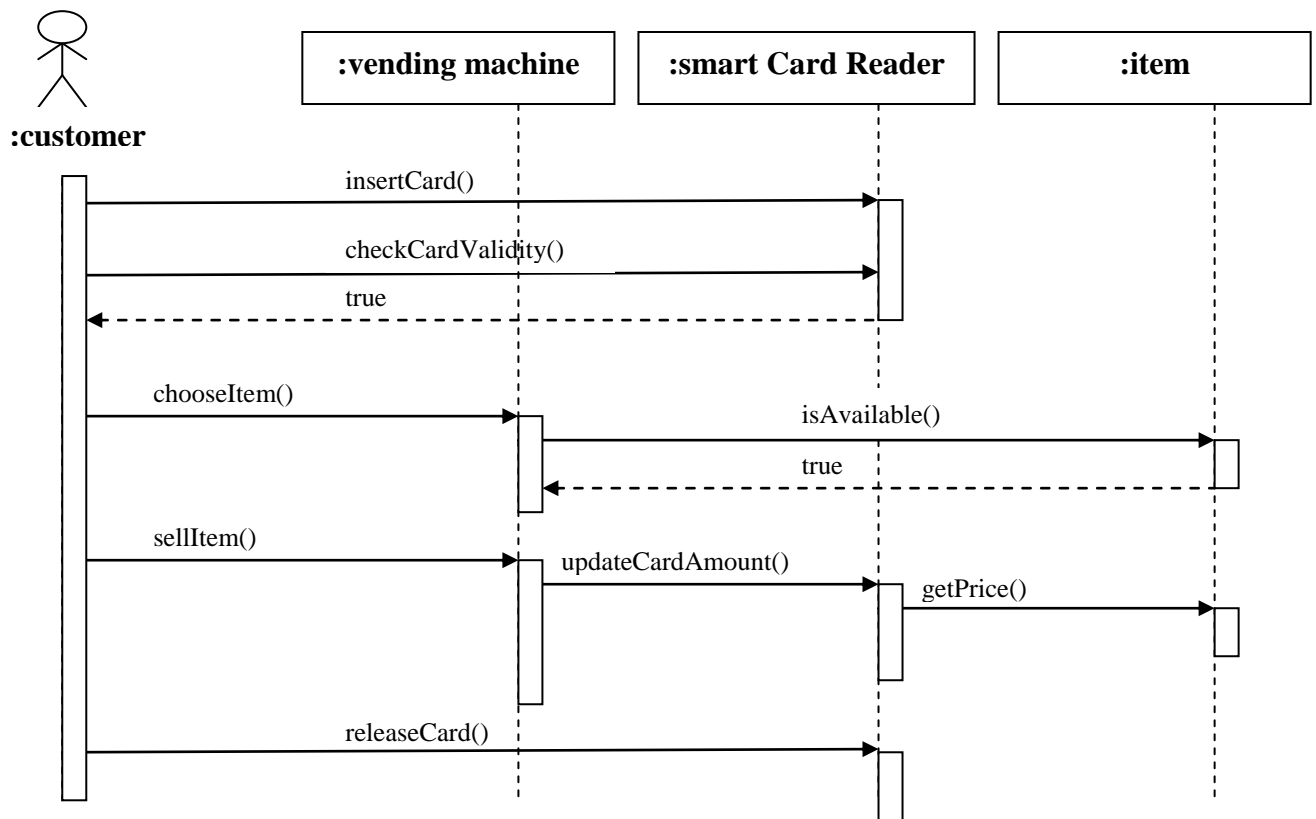 :vending machine
:smart Card Reader
:item
:customer
insertCard()
checkCardValidity()
true
chooseItem()
isAvailable()
true
sellItem()
updateCardAmount()
getPrice()
releaseCard()